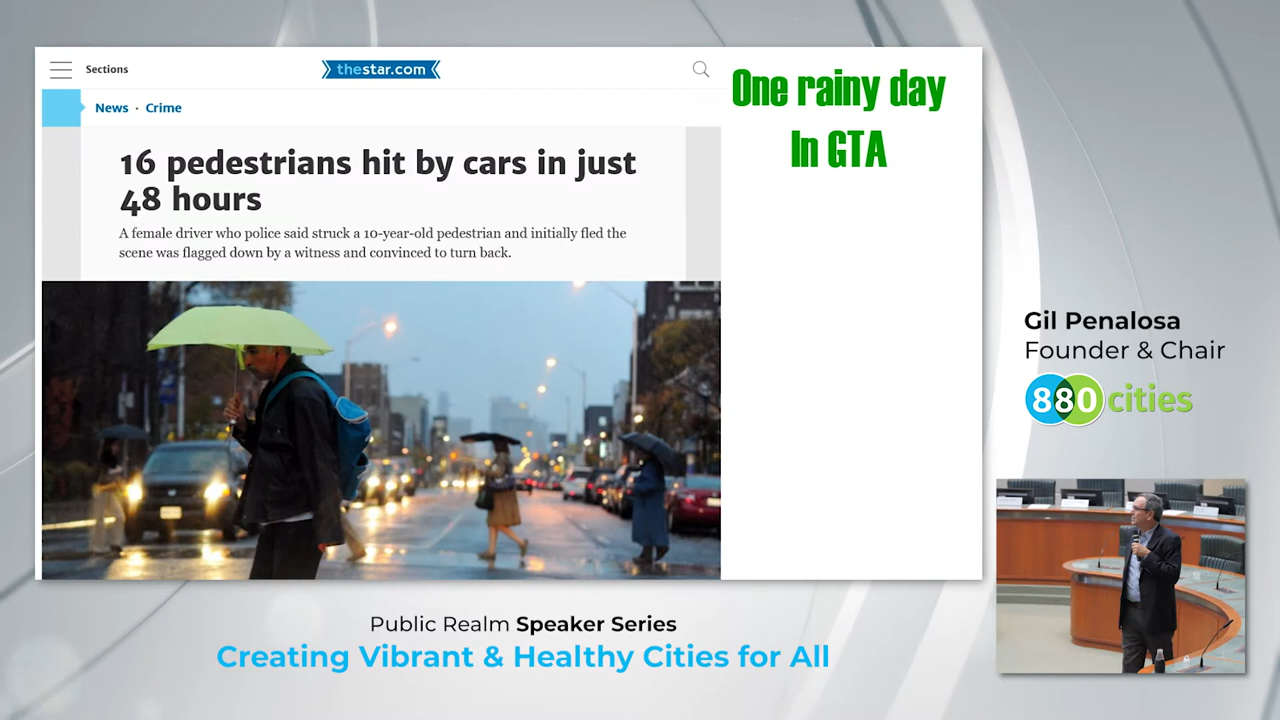 Sections
thestar.com
News · Crime
16 pedestrians hit by cars in just
48 hours
A female driver who police said struck a 10-year-old pedestrian and initially fled the
scene was flagged down by a witness and convinced to turn back.
One rainy day
In GTA
Gil Penalosa
Founder & Chair
880 cities
Public Realm Speaker Series
Creating Vibrant & Healthy Cities for All